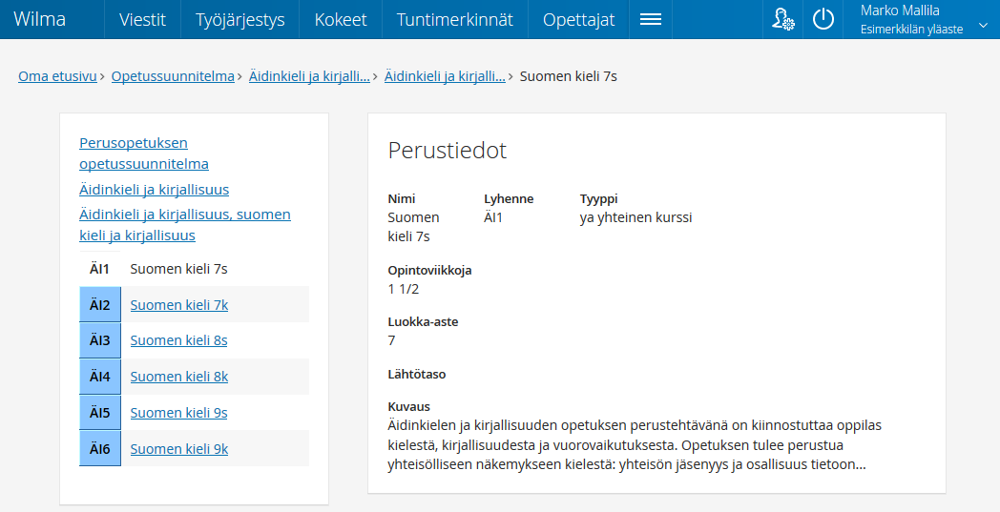 Wilma Viestit Työjärjestys Kokeet Tuntimerkinnät Opettajat
Marko Mallila
Esimerkkilän yläaste
Oma etusivu › Opetussuunnitelma › Äidinkieli ja kirjalli... › Äidinkieli ja kirjalli... › Suomen kieli 7s
Perusopetuksen
opetussuunnitelma
Äidinkieli ja kirjallisuus
Äidinkieli ja kirjallisuus, suomen
kieli ja kirjallisuus
ÄI1 Suomen kieli 7s
ÄI2 Suomen kieli 7k
ÄI3 Suomen kieli 8s
ÄI4 Suomen kieli 8k
ÄI5 Suomen kieli 9s
ÄI6 Suomen kieli 9k
Perustiedot
Nimi Lyhenne Tyyppi
Suomen ÄI1 ya yhteinen kurssi
kieli 7s
Opintoviikkoja
1 1/2
Luokka-aste
7
Lähtötaso
Kuvaus
Äidinkielen ja kirjallisuuden opetuksen perustehtävänä on kiinnostuttaa oppilas
kielestä, kirjallisuudesta ja vuorovaikutuksesta. Opetuksen tulee perustua
yhteisölliseen näkemykseen kielestä: yhteisön jäsenyys ja osallisuus tietoon...